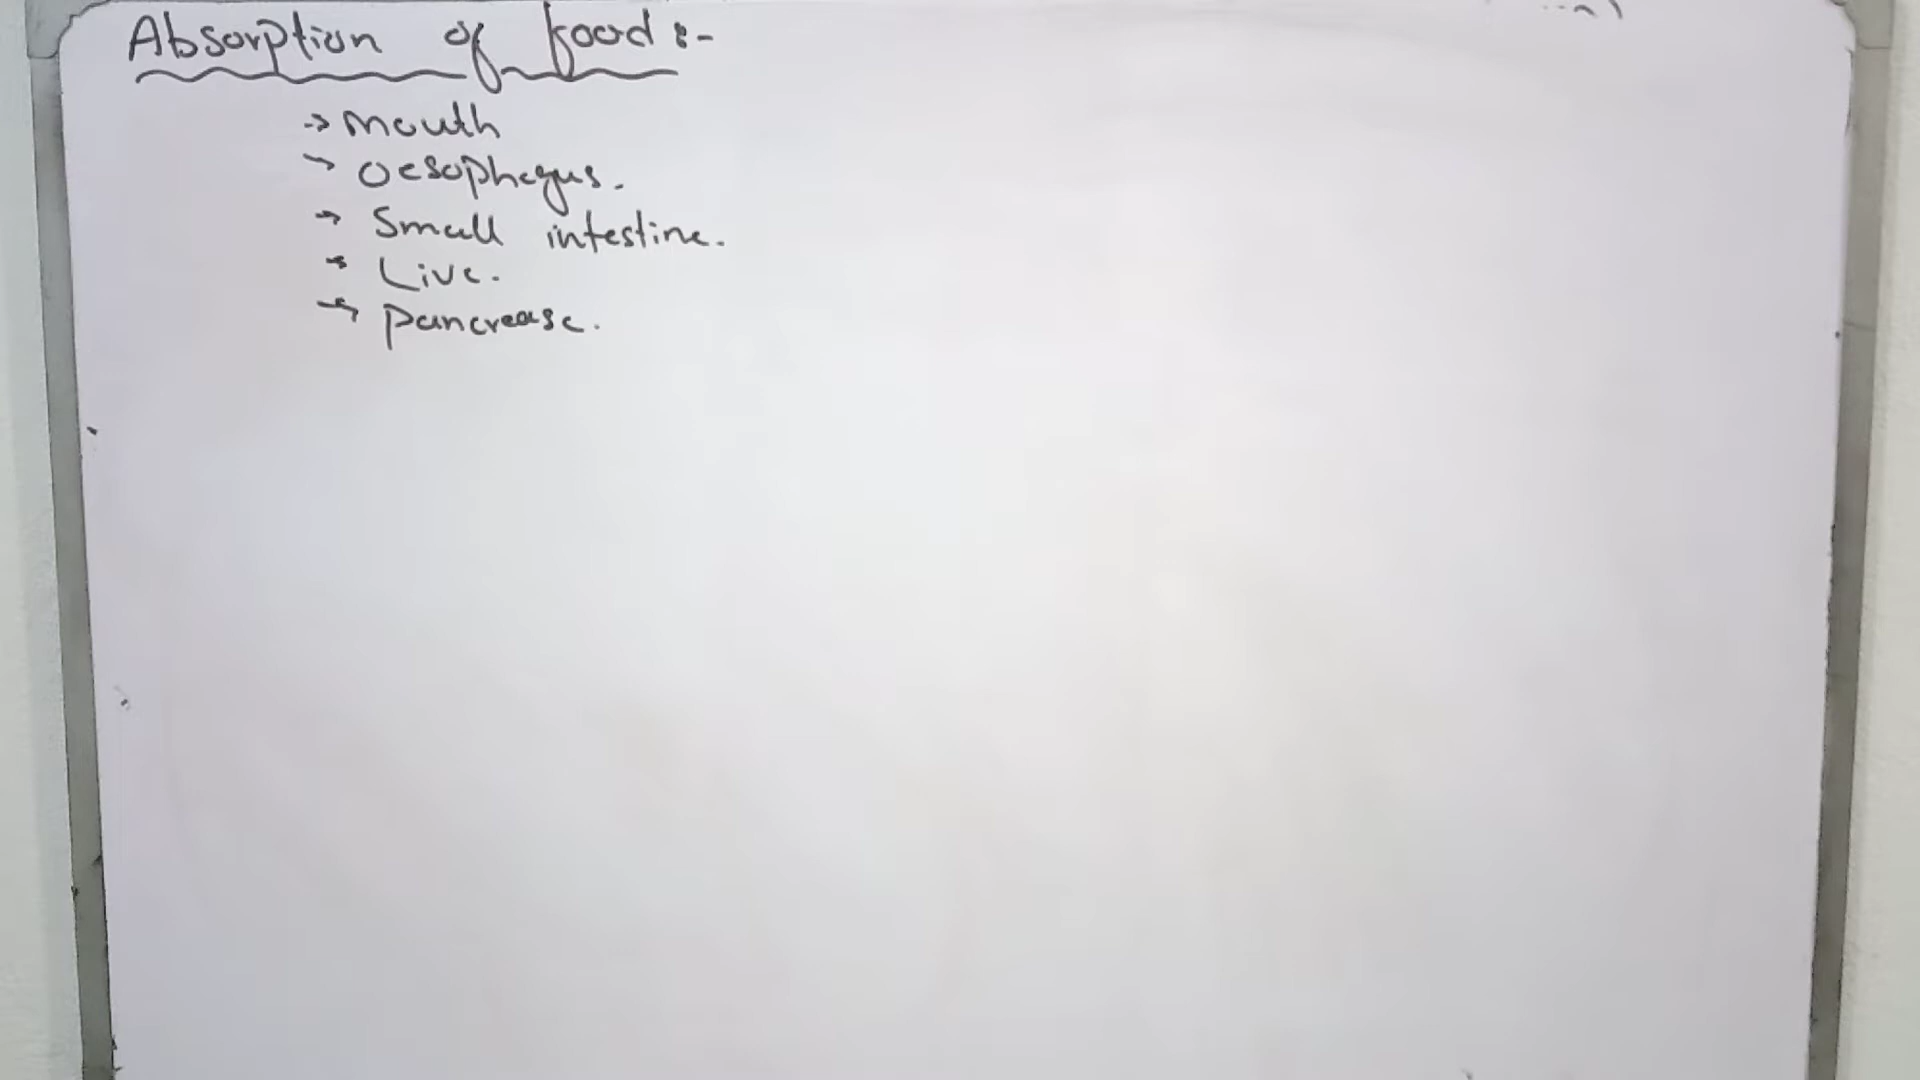 Absorption of food :-
→ Mouth
→ Oesophagus.
→ Small intestine.
→ Live.
→ Pancrease.